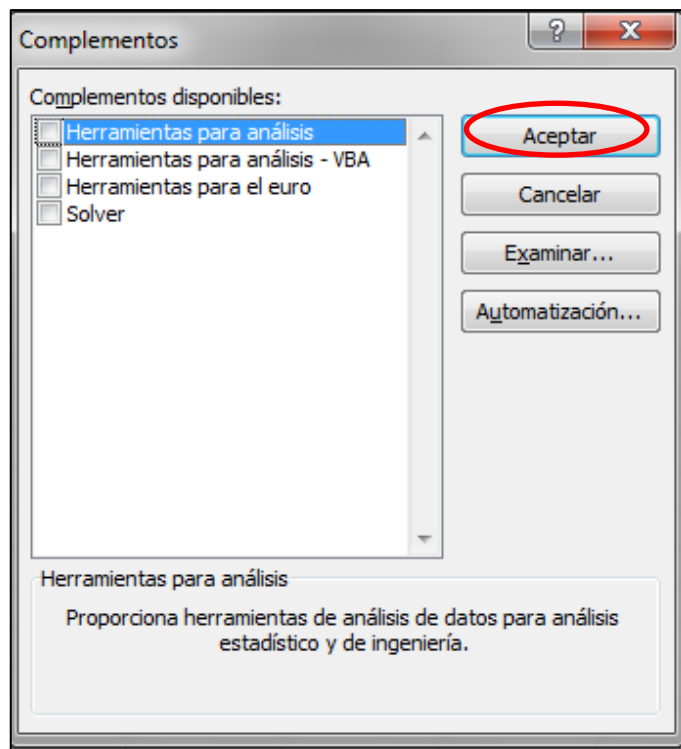 Complementos
Complementos disponibles:
Herramientas para análisis
Herramientas para análisis - VBA
Herramientas para el euro
Solver
Aceptar
Cancelar
Examinar...
Automatización...
Herramientas para análisis
Proporciona herramientas de análisis de datos para análisis
estadístico y de ingeniería.